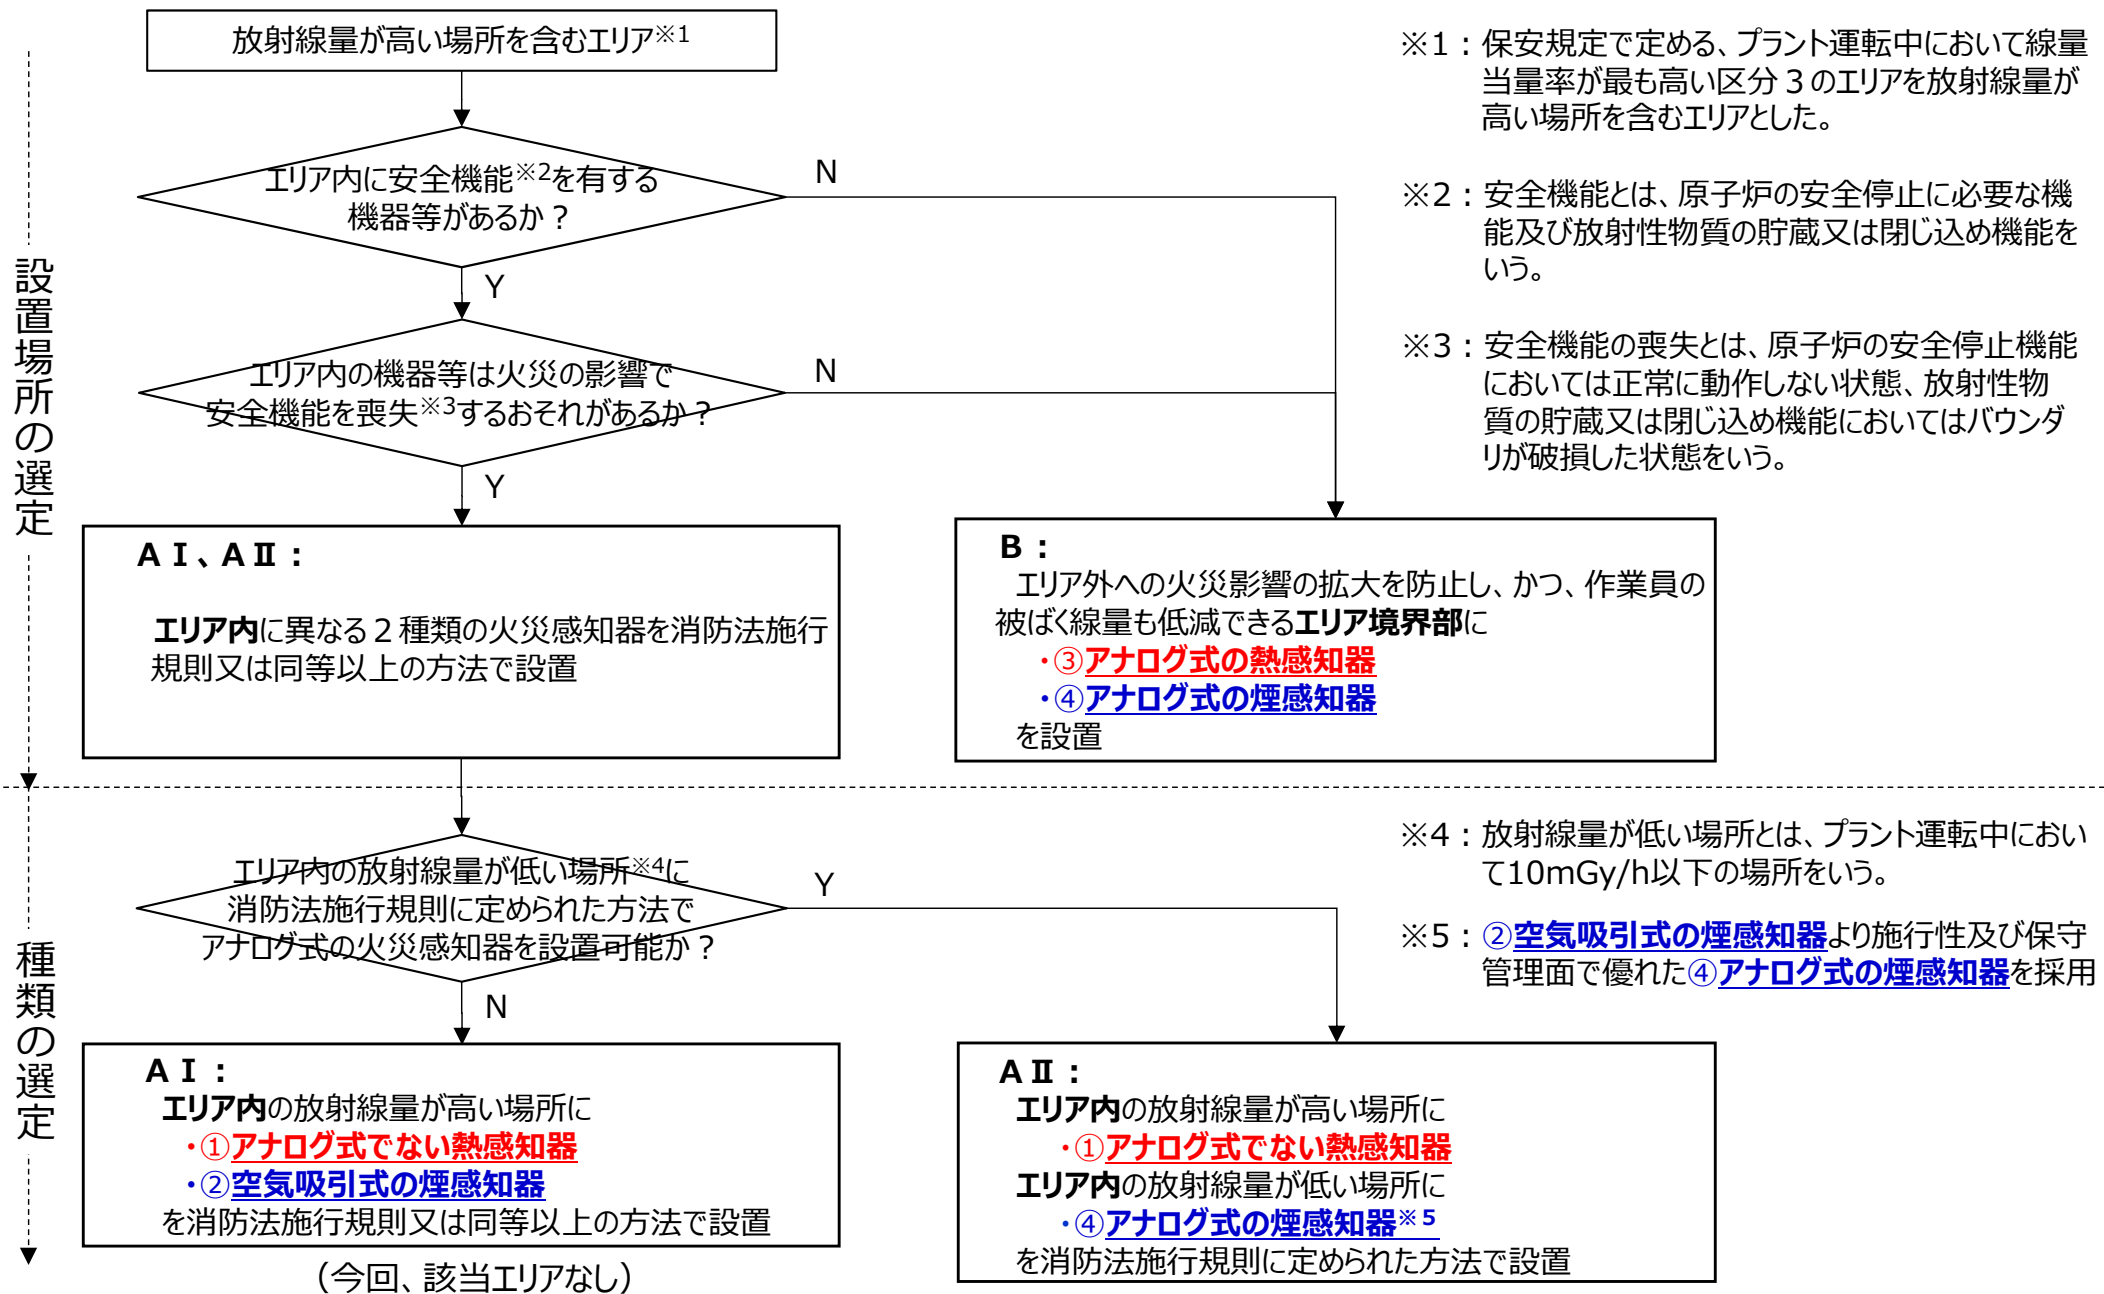 放射線量が高い場所を含むエリア※1
エリア内に安全機能※2を有する
機器等があるか？
N
Y
エリア内の機器等は火災の影響で
安全機能を喪失※3するおそれがあるか？
N
Y
設置場所の選定
AⅠ、AⅡ：
エリア内に異なる２種類の火災感知器を消防法施行
規則又は同等以上の方法で設置
B：
エリア外への火災影響の拡大を防止し、かつ、作業員の
被ばく線量も低減できるエリア境界部に
・③アナログ式の熱感知器
・④アナログ式の煙感知器
を設置
※1：保安規定で定める、プラント運転中において線量
当量率が最も高い区分３のエリアを放射線量が
高い場所を含むエリアとした。
※2：安全機能とは、原子炉の安全停止に必要な機
能及び放射性物質の貯蔵又は閉じ込め機能を
いう。
※3：安全機能の喪失とは、原子炉の安全停止機能
においては正常に動作しない状態、放射性物
質の貯蔵又は閉じ込め機能においてはバウンダ
リが破損した状態をいう。
種類の選定
エリア内の放射線量が低い場所※4に
消防法施行規則に定められた方法で
アナログ式の火災感知器を設置可能か？
Y
N
※4：放射線量が低い場所とは、プラント運転中におい
て10mGy/h以下の場所をいう。
※5：②空気吸引式の煙感知器より施行性及び保守
管理面で優れた④アナログ式の煙感知器を採用
AⅠ：
エリア内の放射線量が高い場所に
・①アナログ式でない熱感知器
・②空気吸引式の煙感知器
を消防法施行規則又は同等以上の方法で設置
（今回、該当エリアなし）
AⅡ：
エリア内の放射線量が高い場所に
・①アナログ式でない熱感知器
エリア内の放射線量が低い場所に
・④アナログ式の煙感知器※5
を消防法施行規則に定められた方法で設置